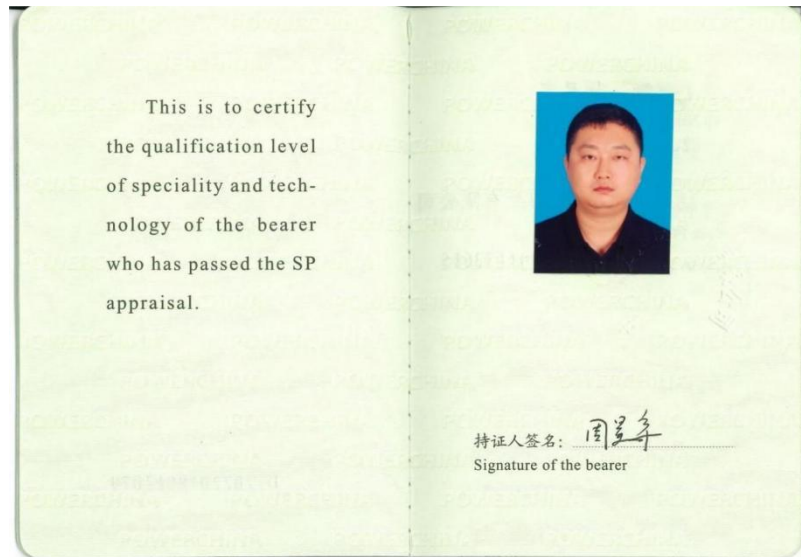 This is to certify
the qualification level
of speciality and tech-
nology of the bearer
who has passed the SP
appraisal.
持证人签名：周
Signature of the bearer